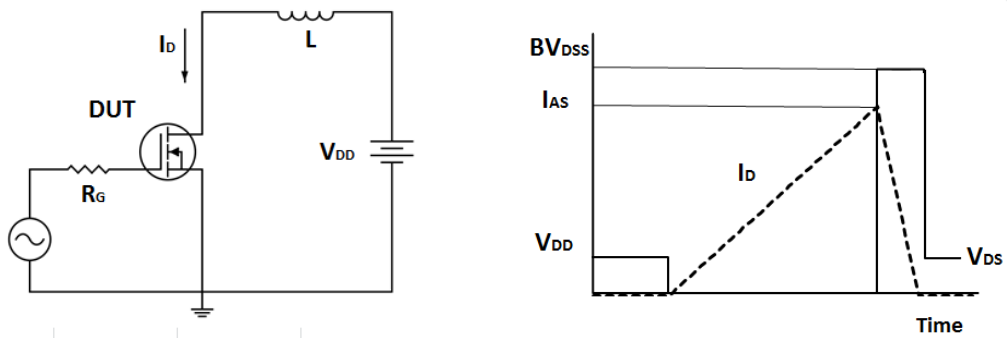 ID
L
DUT
VDD
RG
BVDSS
IAS
ID
VDD
VDS
Time